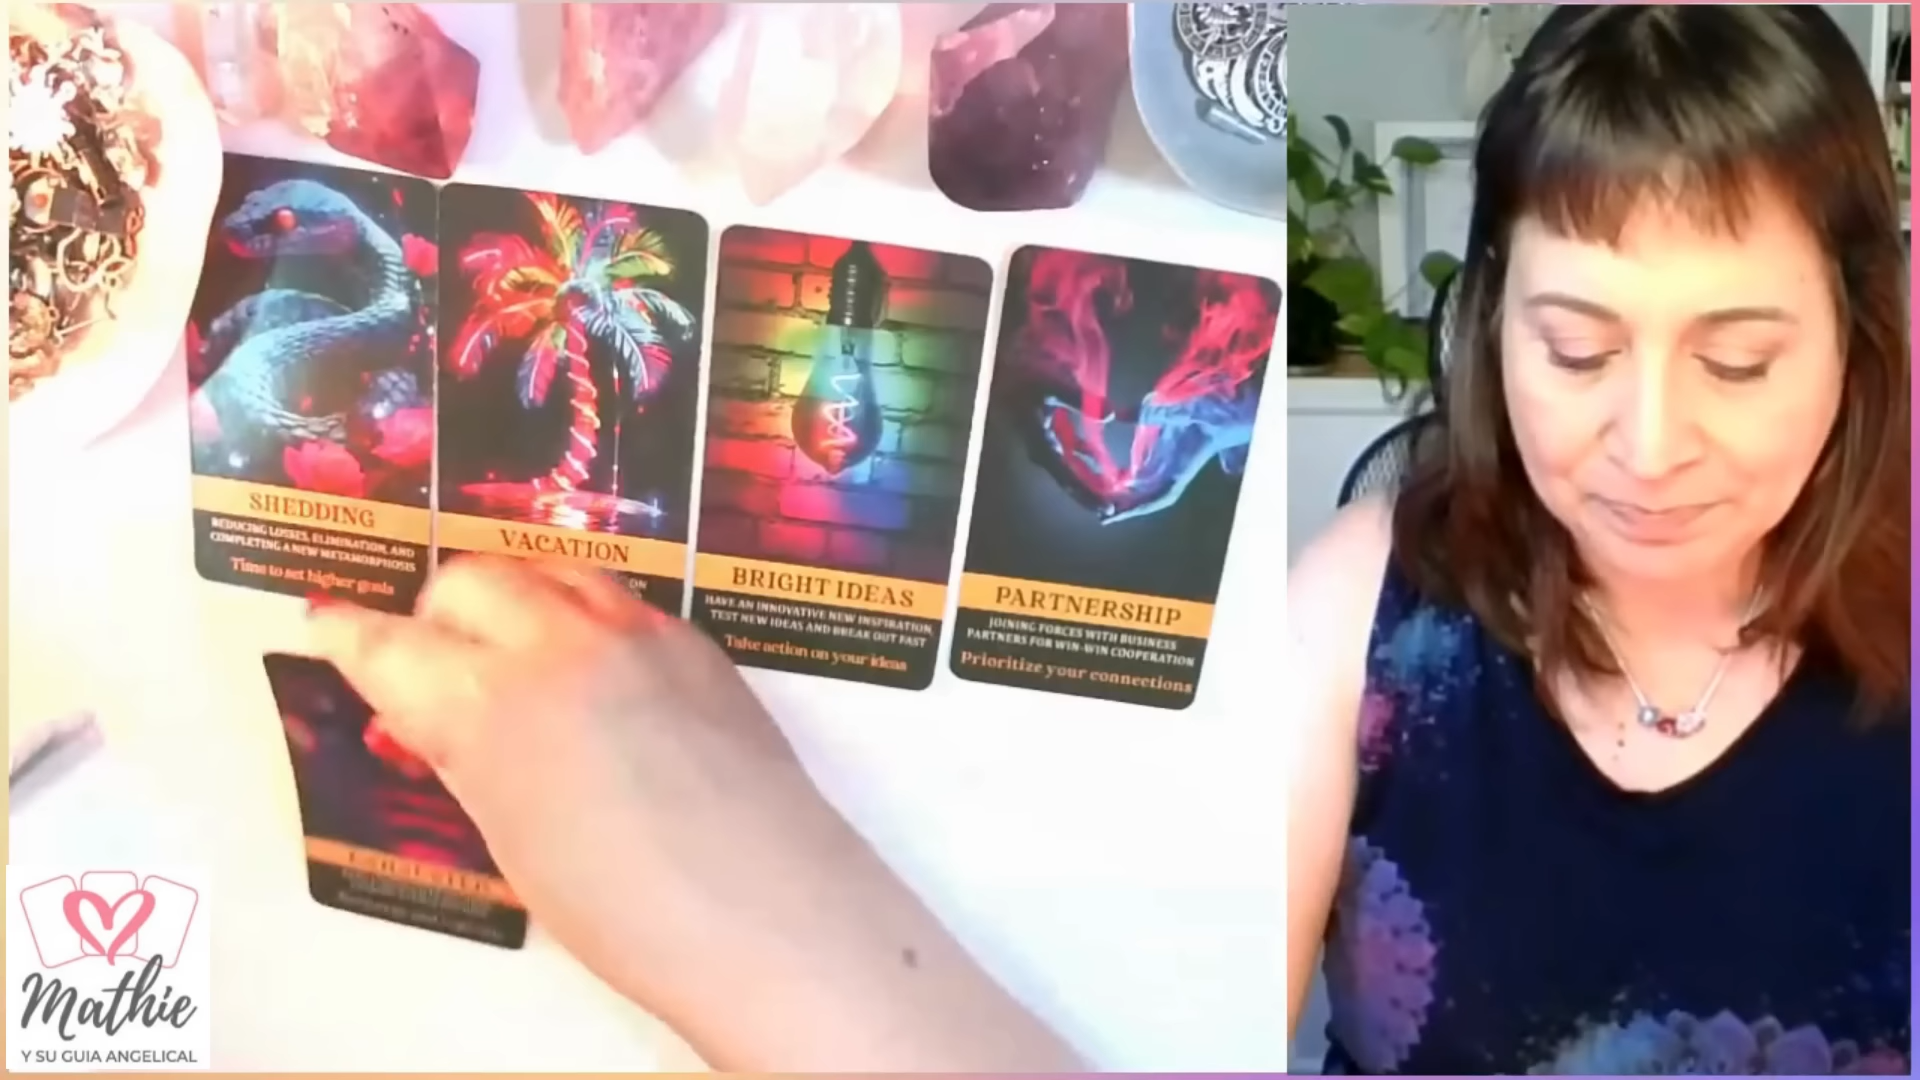 SHEDDING
REDUCING LOSSES, ELIMINATION, AND
COMPLETING A NEW METAMORPHOSIS
Time to set higher goals
VACATION
BRIGHT IDEAS
HAVE AN INNOVATIVE NEW INSPIRATION,
TEST NEW IDEAS AND BREAK OUT FAST
Take action on your ideas
PARTNERSHIP
JOINING FORCES WITH BUSINESS
PARTNERS FOR WIN-WIN COOPERATION
Prioritize your connections
Mathie
Y SU GUIA ANGELICAL